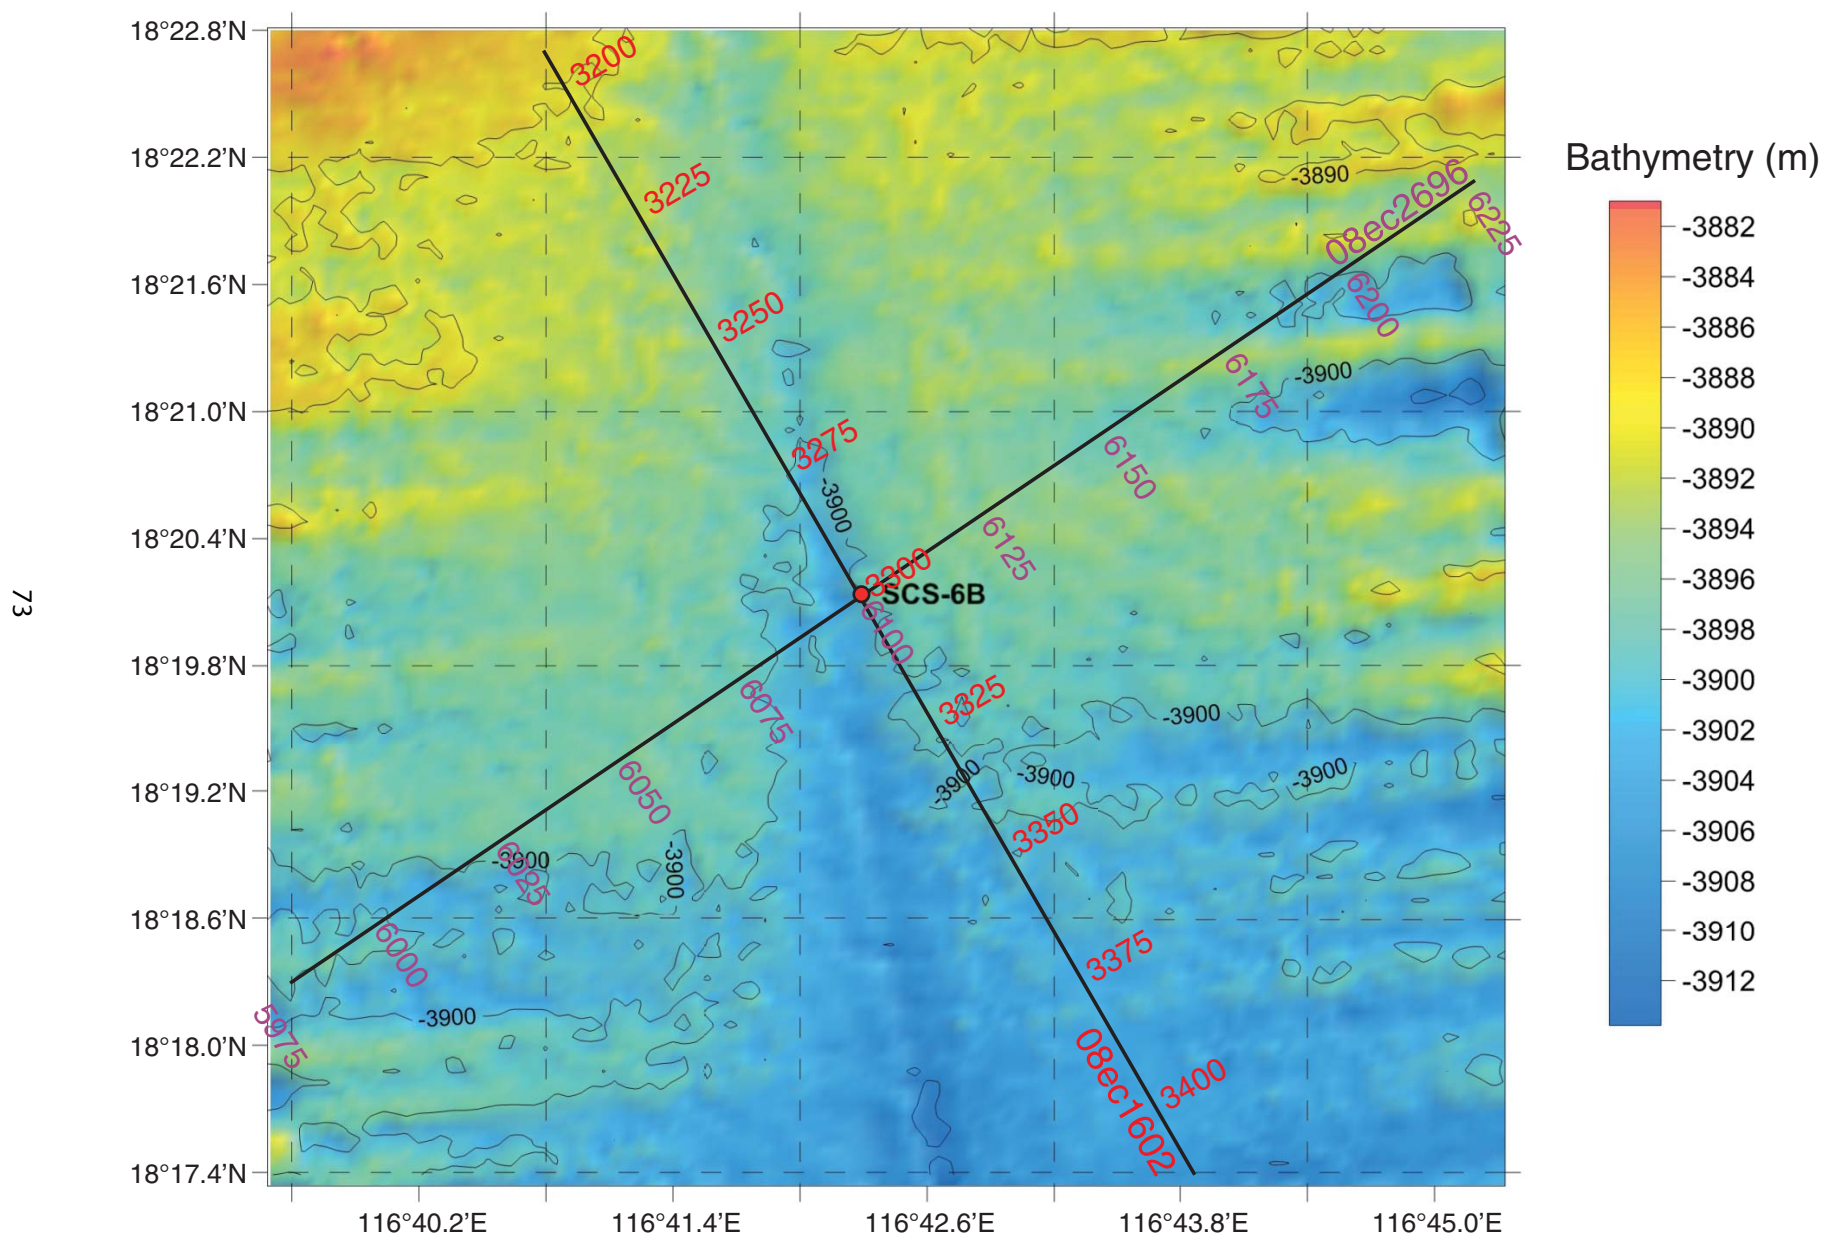 18°22.8’N
18°22.2’N
18°21.6’N
18°21.0’N
18°20.4’N
18°19.8’N
18°19.2’N
18°18.6’N
18°18.0’N
18°17.4’N
116°40.2’E
116°41.4’E
116°42.6’E
116°43.8’E
116°45.0’E
73
3200
3225
3250
3275
3300
3325
3350
3375
3400
08ec1602
08ec2696
6225
6200
6175
6150
6125
6100
6075
6050
6025
6000
5975
SCS-6B
-3890
-3900
-3900
-3900
-3900
-3900
-3900
-3900
-3900
-3900
Bathymetry (m)
-3882
-3884
-3886
-3888
-3890
-3892
-3894
-3896
-3898
-3900
-3902
-3904
-3906
-3908
-3910
-3912